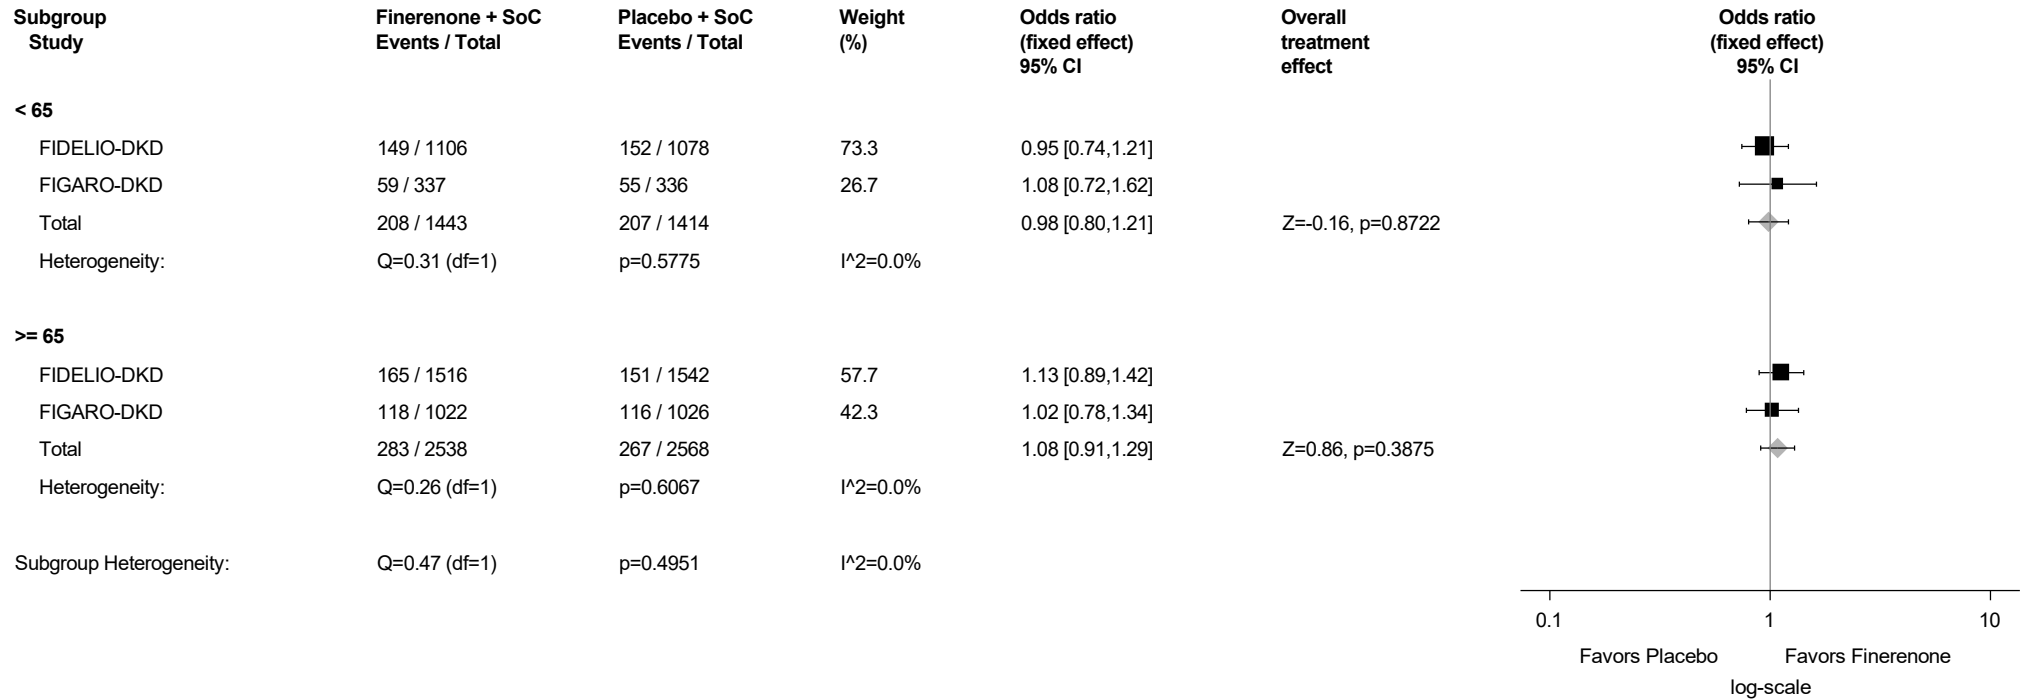 Subgroup Finerenone + SoC Placebo + SoC Weight Odds ratio Overall Odds ratio
Study Events / Total Events / Total (%) (fixed effect) treatment (fixed effect)
95% CI effect 95% CI
< 65
FIDELIO-DKD 149 / 1106 152 / 1078 73.3 0.95 [0.74,1.21]
FIGARO-DKD 59 / 337 55 / 336 26.7 1.08 [0.72,1.62]
Total 208 / 1443 207 / 1414 0.98 [0.80,1.21] Z=-0.16, p=0.8722
Heterogeneity: Q=0.31 (df=1) p=0.5775 I^2=0.0%
>= 65
FIDELIO-DKD 165 / 1516 151 / 1542 57.7 1.13 [0.89,1.42]
FIGARO-DKD 118 / 1022 116 / 1026 42.3 1.02 [0.78,1.34]
Total 283 / 2538 267 / 2568 1.08 [0.91,1.29] Z=0.86, p=0.3875
Heterogeneity: Q=0.26 (df=1) p=0.6067 I^2=0.0%
Subgroup Heterogeneity: Q=0.47 (df=1) p=0.4951 I^2=0.0%
0.1 1 10
Favors Placebo Favors Finerenone
log-scale